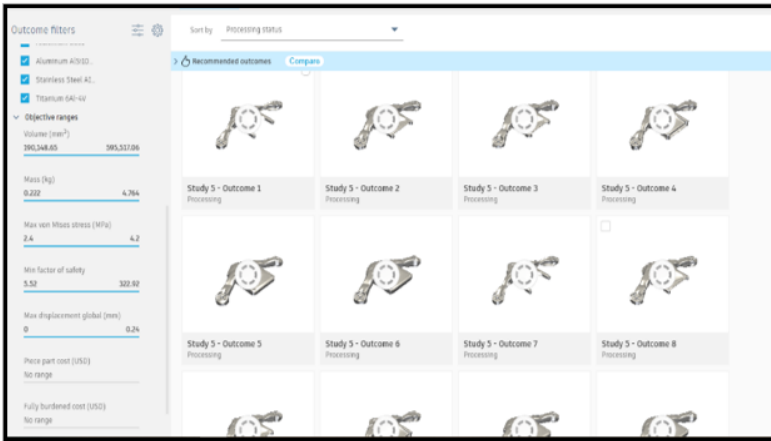 Outcome filters
Sort by Processing status
Recommended outcomes Compare
Aluminum AlSi10..
Stainless Steel AI..
Titanium 6Al-4V
Objective ranges
Volume (mm³)
190,348.65 595,517.06
Mass (kg)
0.222 4.764
Max von Mises stress (MPa)
2.4 4.2
Min factor of safety
5.52 322.92
Max displacement global (mm)
0 0.24
Piece part cost (USD)
No range
Fully burdened cost (USD)
No range
Study 5 - Outcome 1
Processing
Study 5 - Outcome 2
Processing
Study 5 - Outcome 3
Processing
Study 5 - Outcome 4
Processing
Study 5 - Outcome 5
Processing
Study 5 - Outcome 6
Processing
Study 5 - Outcome 7
Processing
Study 5 - Outcome 8
Processing